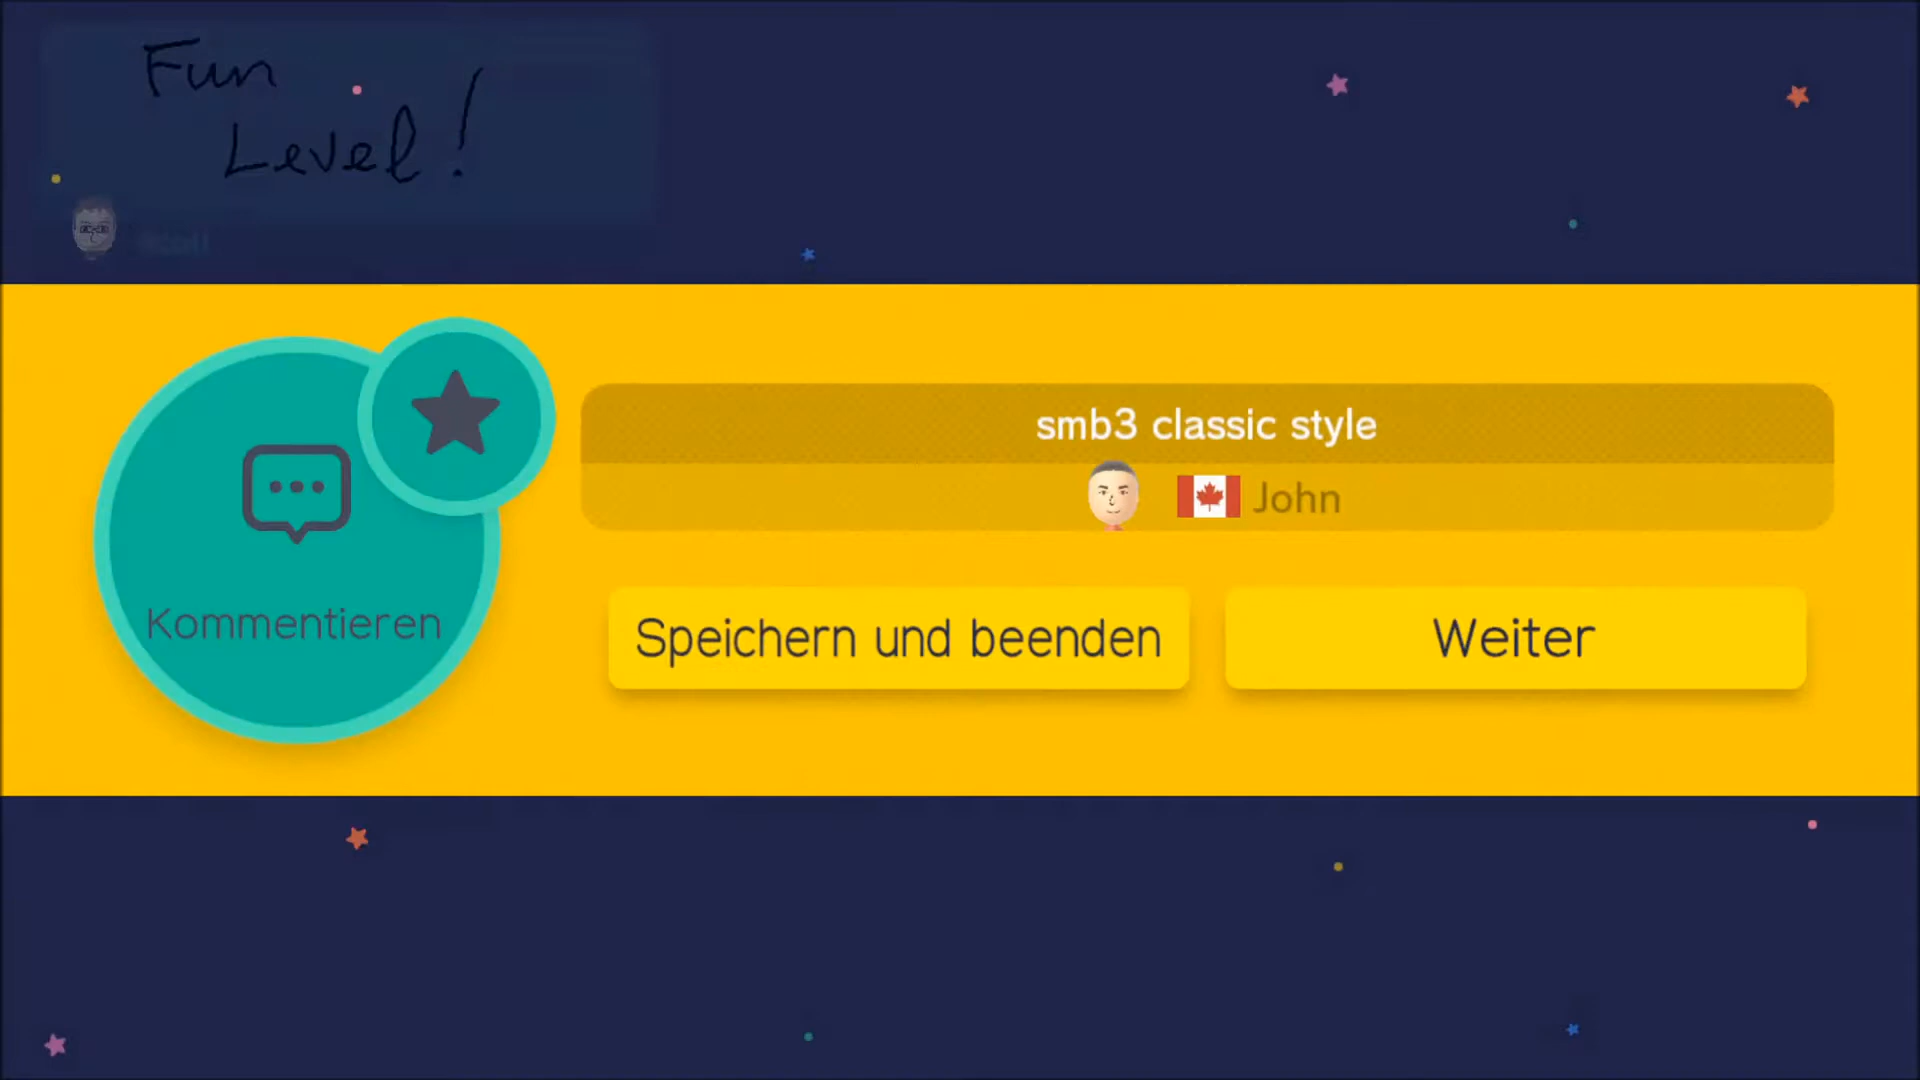 Fun
Level!
smb3 classic style
John
Kommentieren
Speichern und beenden
Weiter